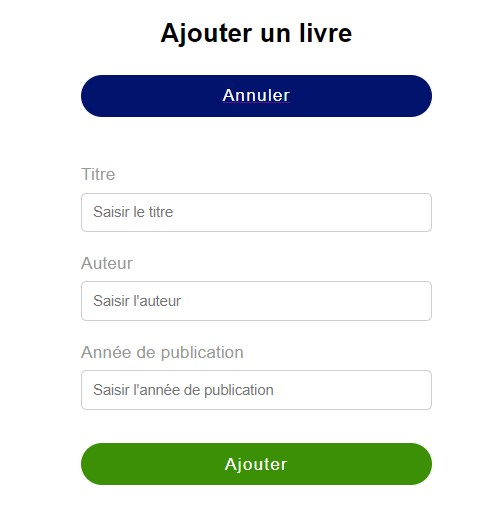 Ajouter un livre
Annuler
Titre
Saisir le titre
Auteur
Saisir l'auteur
Année de publication
Saisir l'année de publication
Ajouter